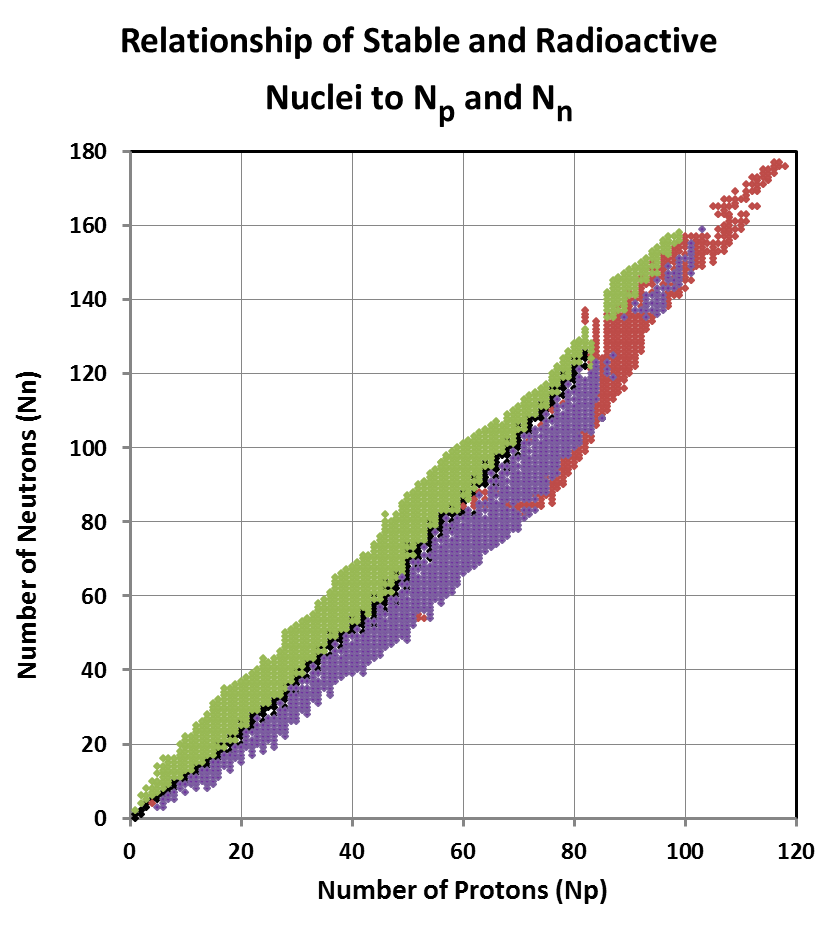 Relationship of Stable and Radioactive
Nuclei to Np and Nn
180
160
140
120
100
80
60
40
20
0
0 20 40 60 80 100 120
Number of Neutrons (Nn)
Number of Protons (Np)